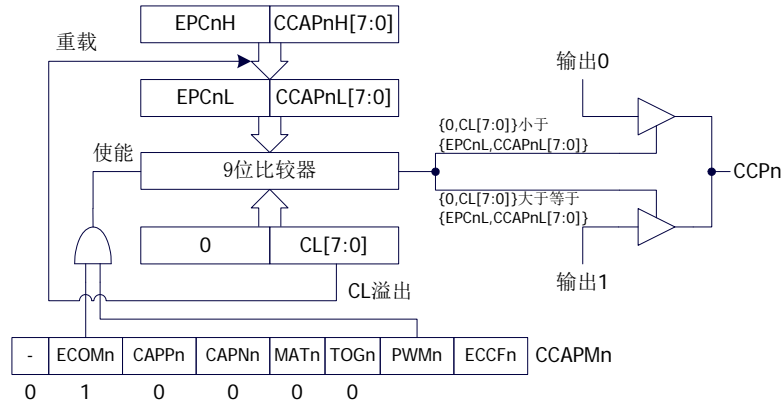 EPCnH CCAPnH[7:0]
重载
输出0
EPCnL CCAPnL[7:0]
{0,CL[7:0]}小于
{EPCnL,CCAPnL[7:0]}
使能
9位比较器
CCPn
{0,CL[7:0]}大于等于
{EPCnL,CCAPnL[7:0]}
0 CL[7:0]
输出1
CL溢出
- ECOMn CAPPn CAPNn MATn TOGn PWMn ECCFn CCAPMn
0 1 0 0 0 0